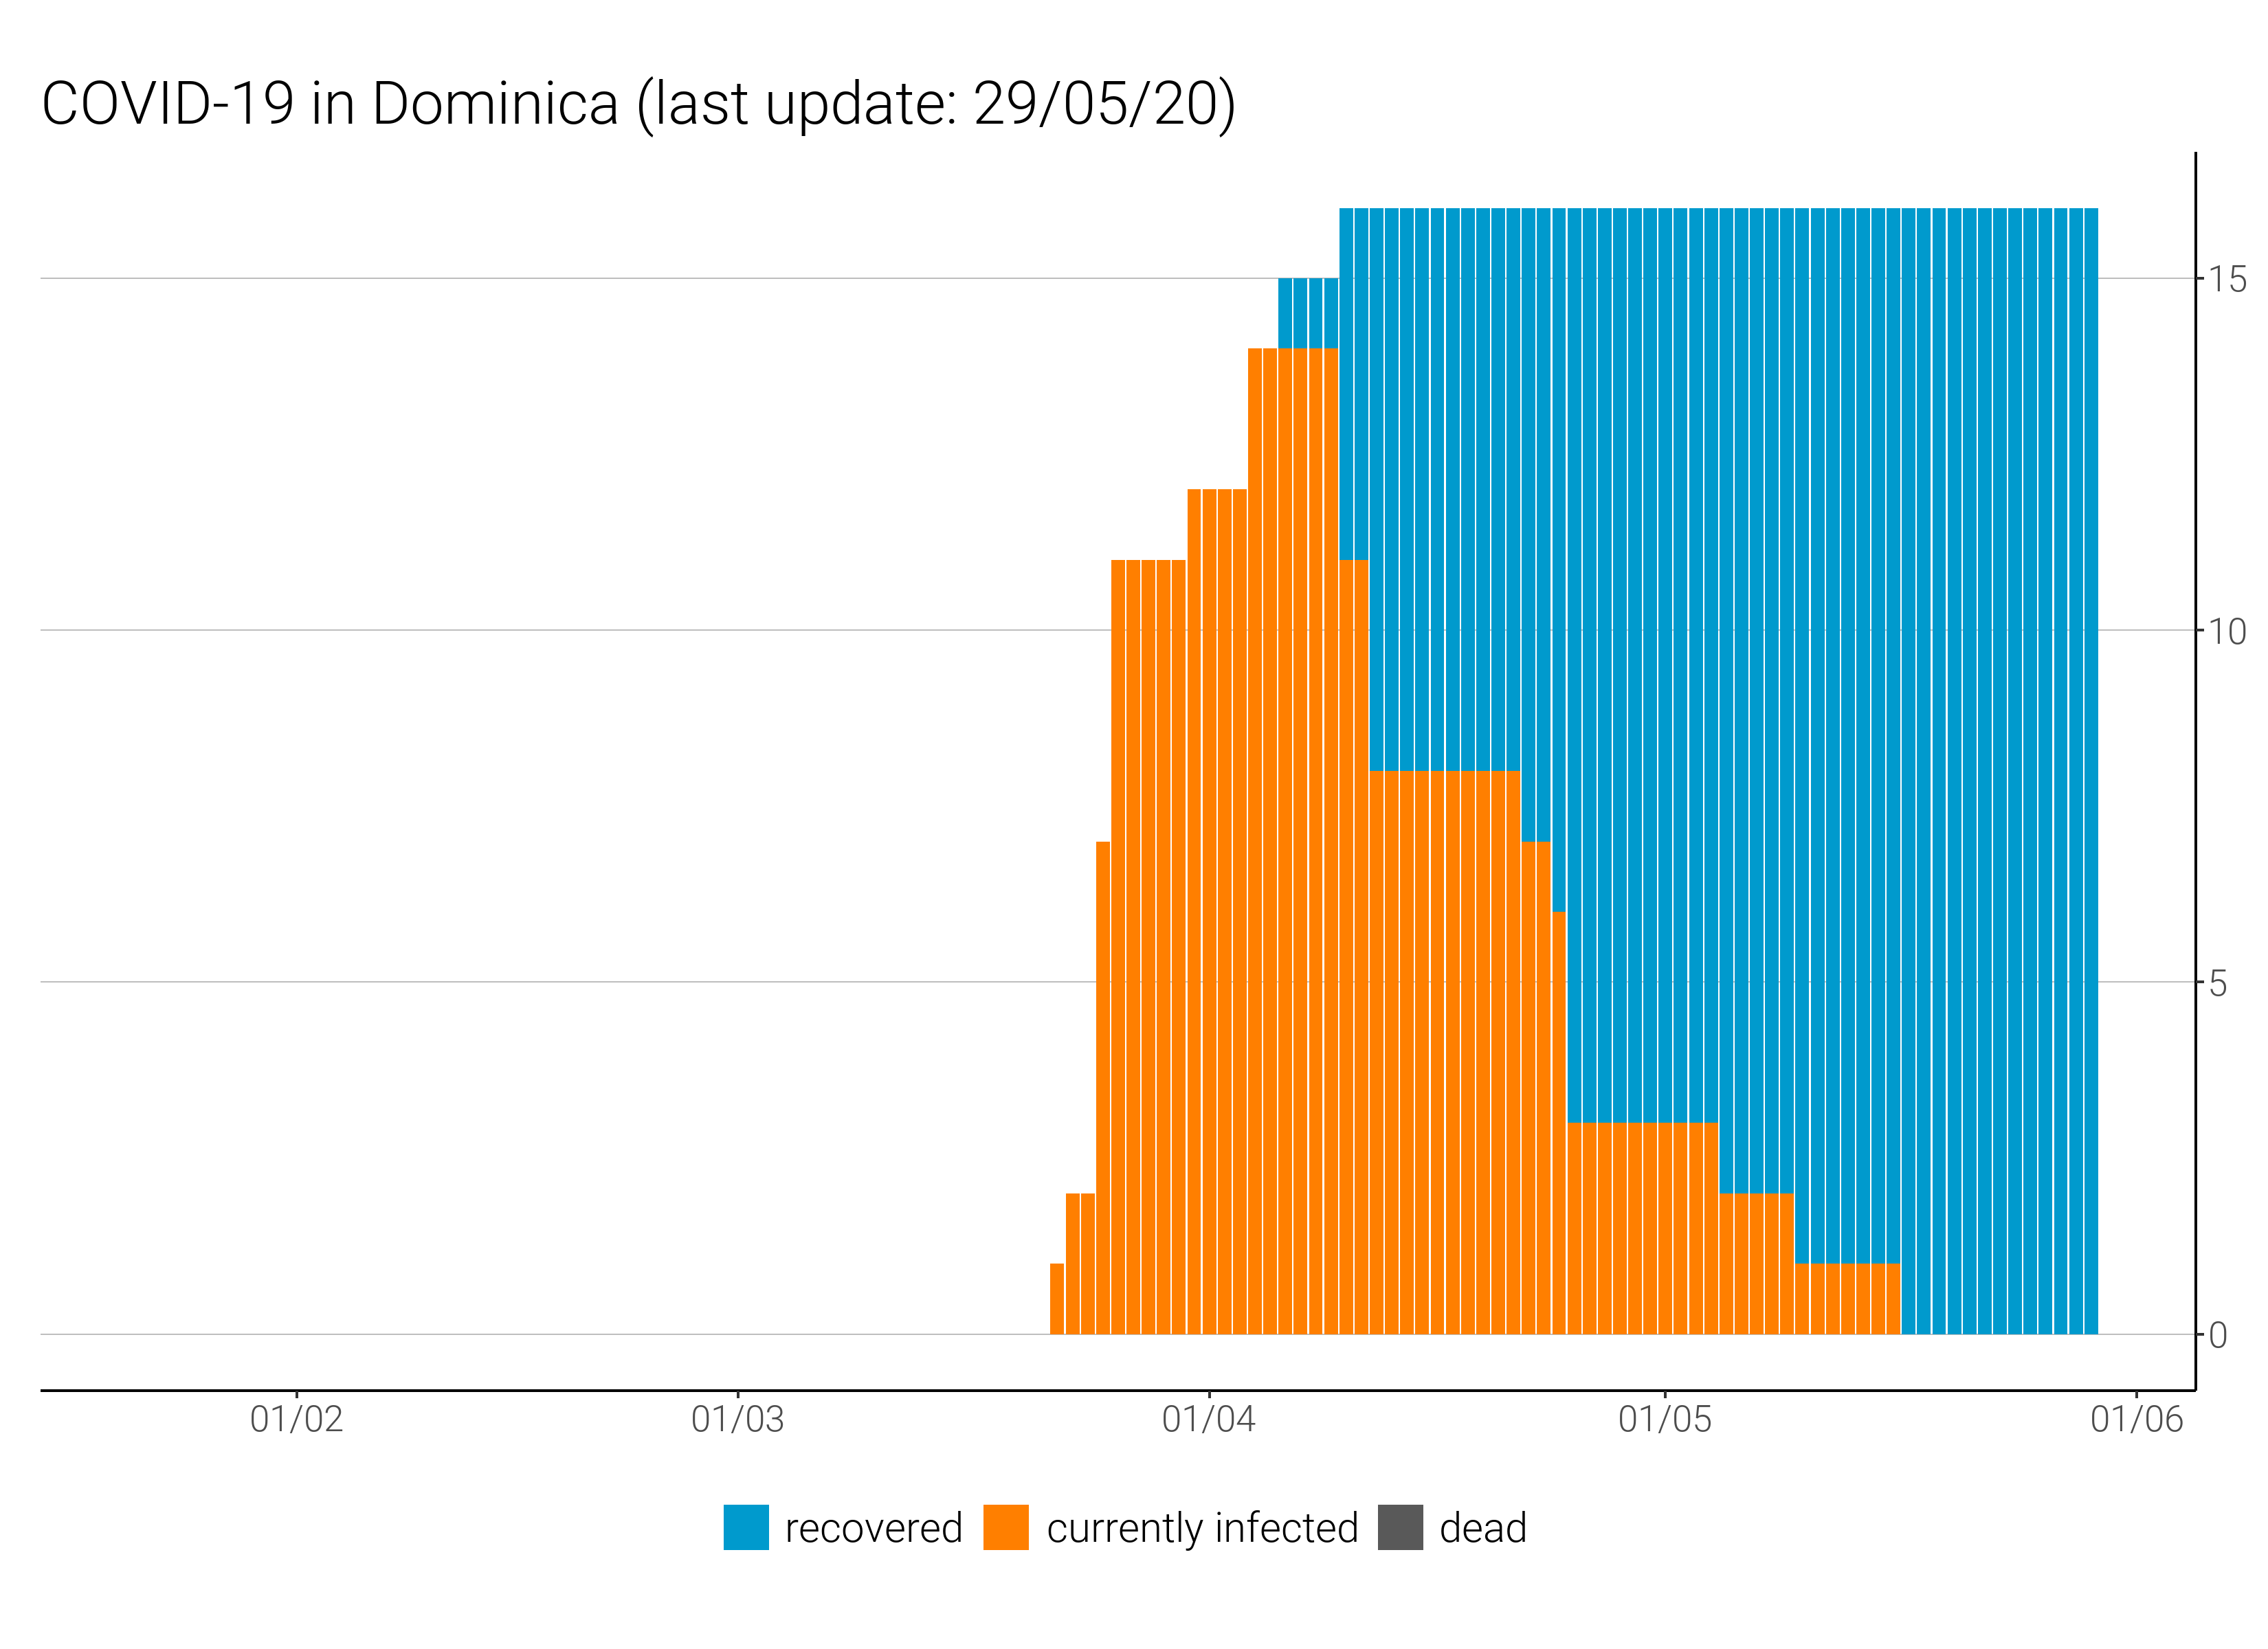 COVID-19 in Dominica (last update: 29/05/20)
15
10
5
0
01/02 01/03 01/04 01/05 01/06
recovered currently infected dead